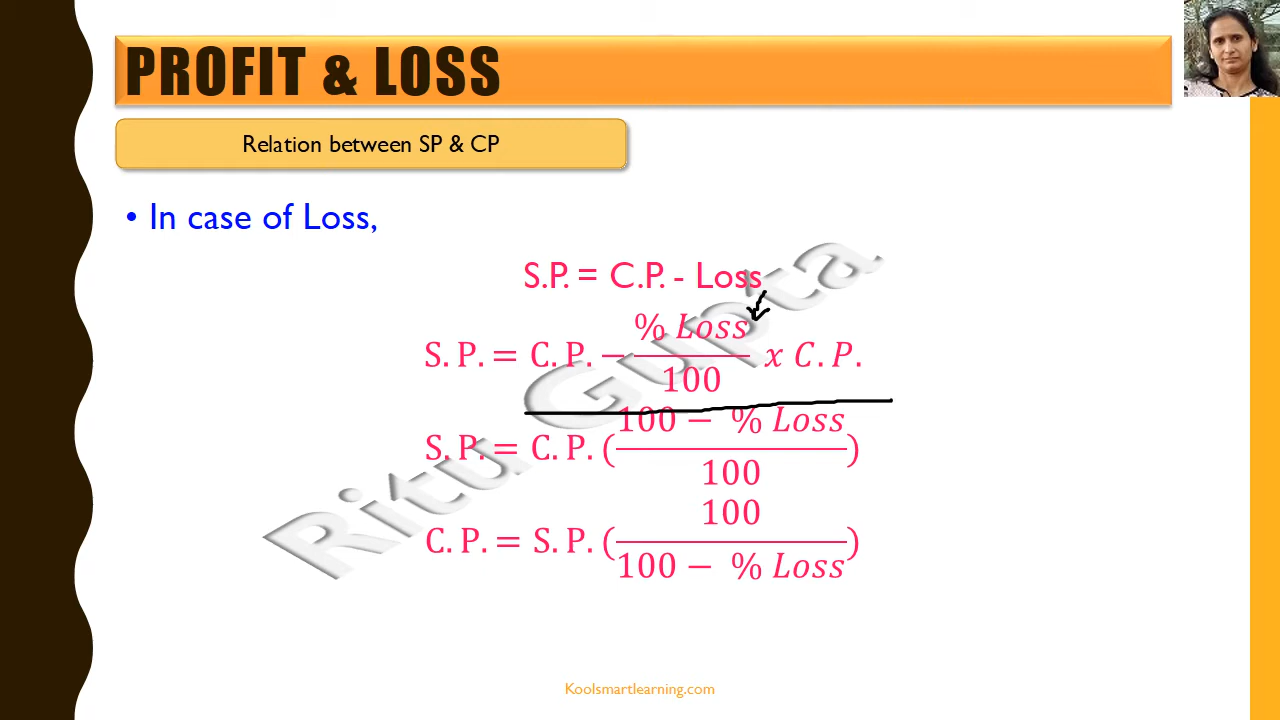 PROFIT & LOSS
Relation between SP & CP
• In case of Loss,
S.P. = C.P. - Loss
S. P. = C. P. − % Loss / 100 x C. P.
S. P. = C. P. ( 100 − % Loss / 100 )
C. P. = S. P. ( 100 / 100 − % Loss )
Ritu Gupta
Koolsmartlearning.com